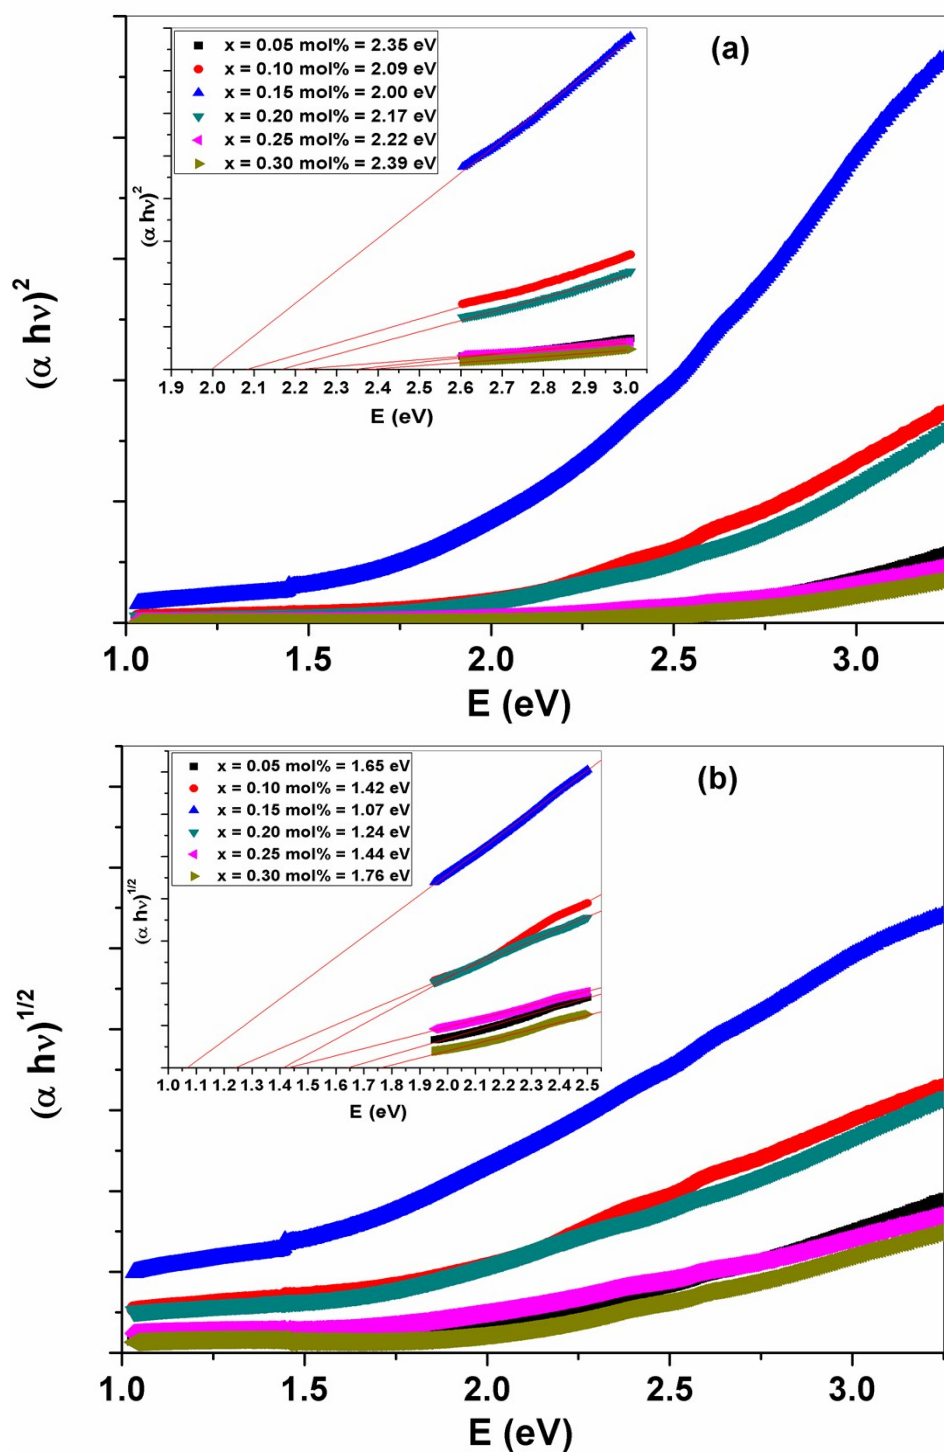 (a)
x = 0.05 mol% = 2.35 eV
x = 0.10 mol% = 2.09 eV
x = 0.15 mol% = 2.00 eV
x = 0.20 mol% = 2.17 eV
x = 0.25 mol% = 2.22 eV
x = 0.30 mol% = 2.39 eV
(α hν)²
1.9 2.0 2.1 2.2 2.3 2.4 2.5 2.6 2.7 2.8 2.9 3.0
E (eV)
(α hν)²
1.0 1.5 2.0 2.5 3.0
E (eV)
(b)
x = 0.05 mol% = 1.65 eV
x = 0.10 mol% = 1.42 eV
x = 0.15 mol% = 1.07 eV
x = 0.20 mol% = 1.24 eV
x = 0.25 mol% = 1.44 eV
x = 0.30 mol% = 1.76 eV
(α hν)^1/2
1.0 1.1 1.2 1.3 1.4 1.5 1.6 1.7 1.8 1.9 2.0 2.1 2.2 2.3 2.4 2.5
E (eV)
(α hν)^1/2
1.0 1.5 2.0 2.5 3.0
E (eV)